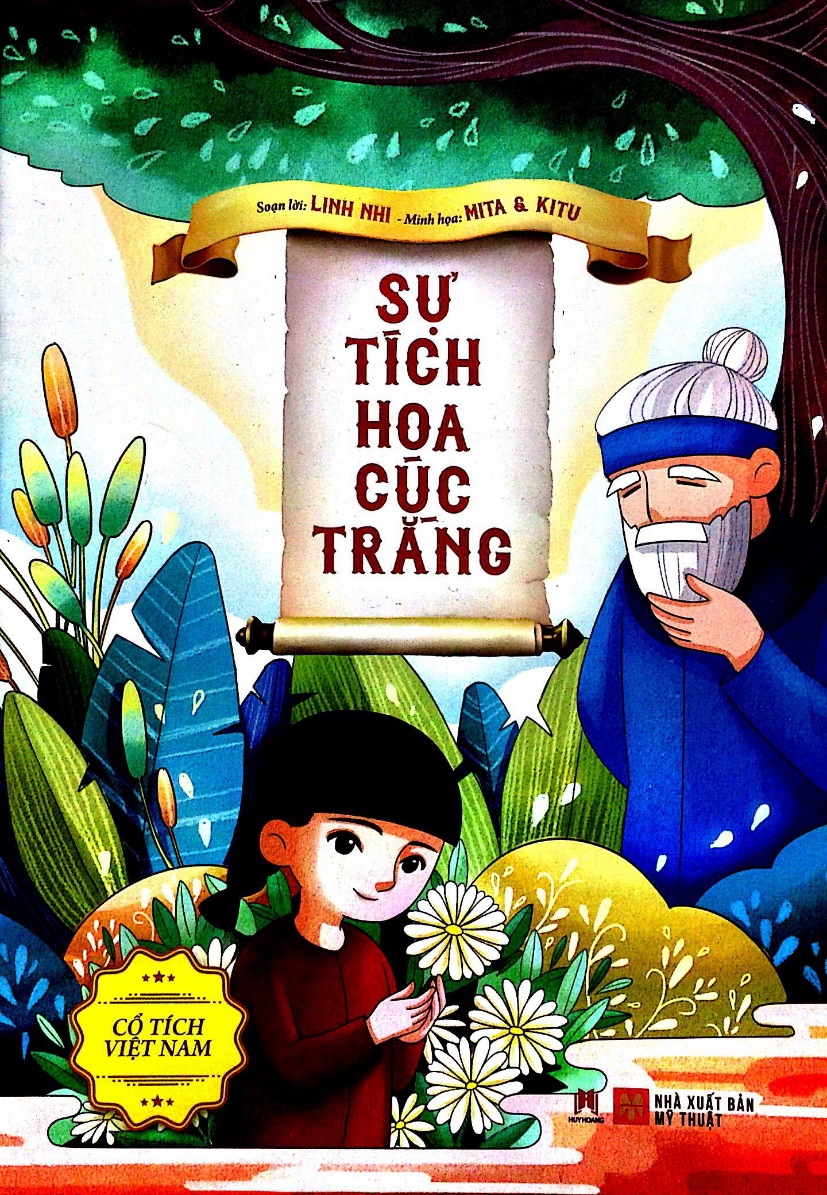 Soạn lời: LINH NHI - Minh họa: MITA & KITU
SỰ
TÍCH
HOA
CÚC
TRẮNG
CỔ TÍCH
VIỆT NAM
HUYHOANG
NHÀ XUẤT BẢN
MỸ THUẬT